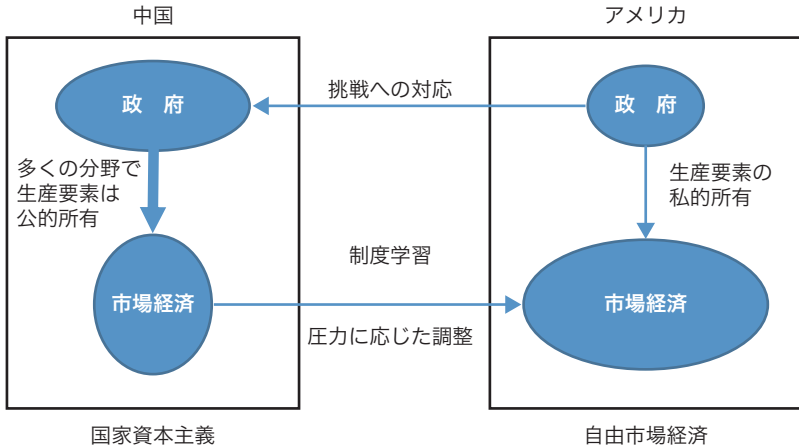 中国
アメリカ
政　府
挑戦への対応
政　府
多くの分野で
生産要素は
公的所有
生産要素の
私的所有
制度学習
市場経済
市場経済
圧力に応じた調整
国家資本主義
自由市場経済